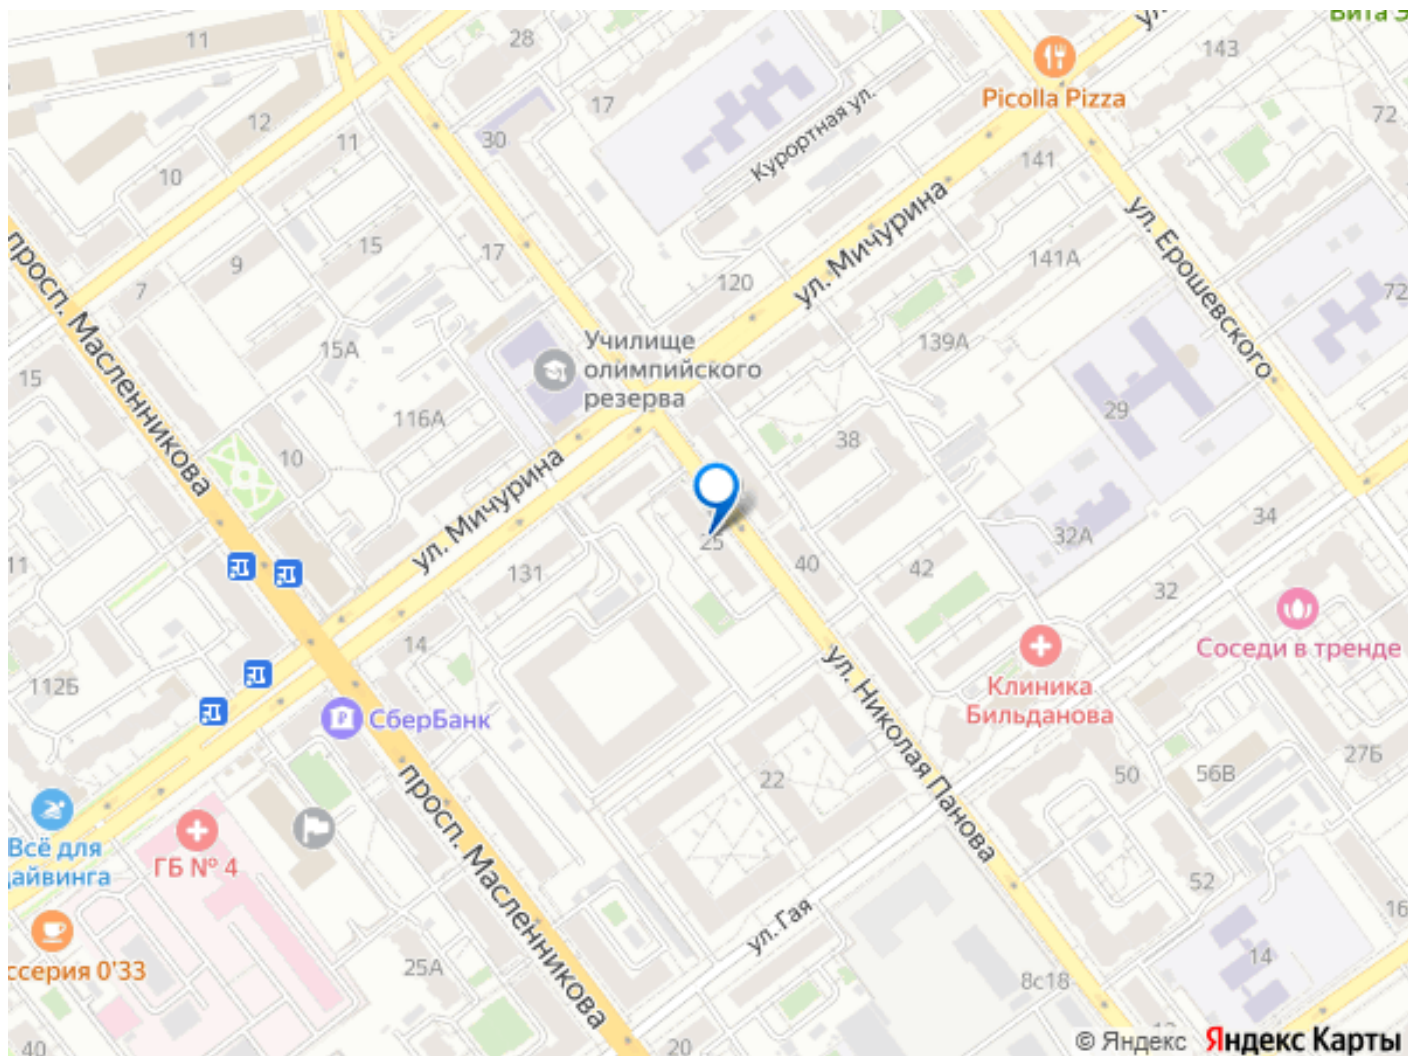 11
28
Вита Э
ул.
143
Picolla Pizza
17
12
72
30
11
Курортная ул.
141
10
ул. Мичурина
ул. Ерошевского
просп. Масленникова
15
17
9
141А
7
120
72
Училище
олимпийского
резерва
139А
15А
15
29
116А
38
10
ул. Мичурина
34
25
32А
11
131
40
42
32
14
Соседи в тренде
ул. Николая Панова
112Б
Клиника
Бильданова
СберБанк
27Б
22
50
56В
просп. Масленникова
Всё для
дайвинга
ГБ № 4
52
ул. Гая
16
ссерия 0'33
25А
14
8с18
12
40
20
© Яндекс Яндекс Карты